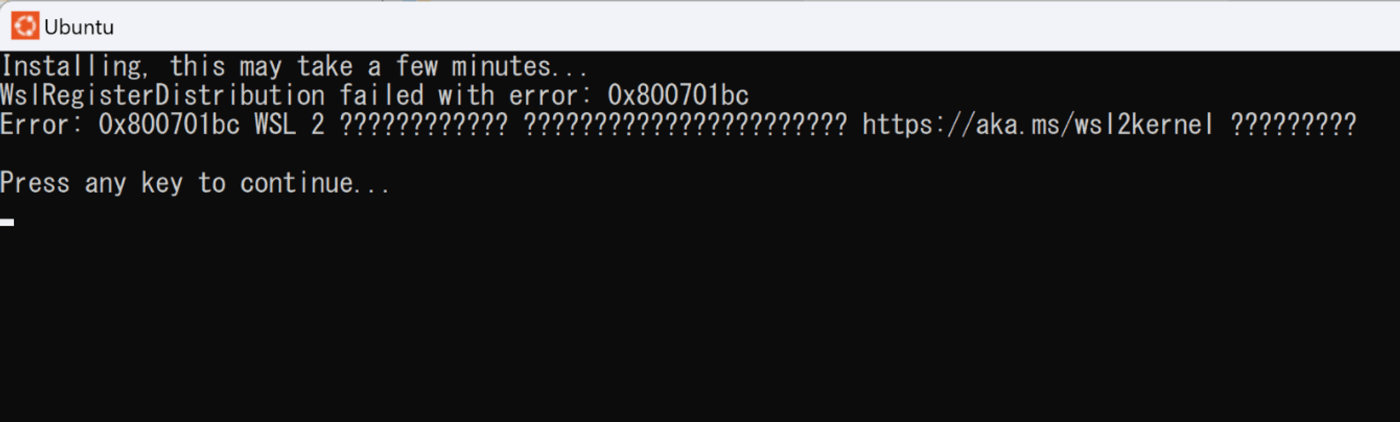 Ubuntu
Installing, this may take a few minutes...
WslRegisterDistribution failed with error: 0x800701bc
Error: 0x800701bc WSL 2 ???????????? ??????????????????????? https://aka.ms/wsl2kernel ?????????
Press any key to continue...